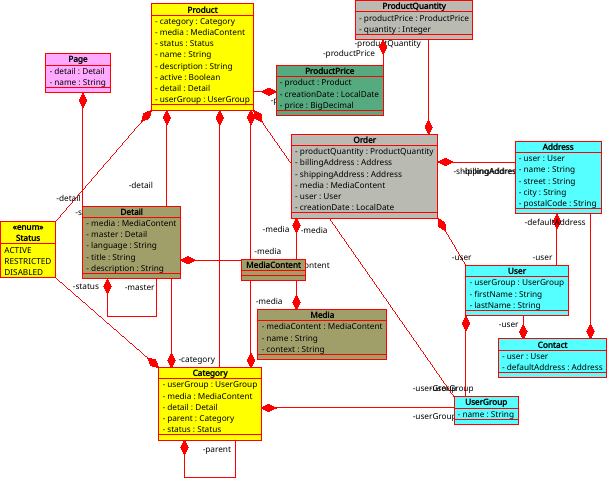 Product
- category : Category
- media : MediaContent
- status : Status
- name : String
- description : String
- active : Boolean
- detail : Detail
- userGroup : UserGroup
ProductQuantity
- productPrice : ProductPrice
- quantity : Integer
-productQuantity
-productPrice
Page
- detail : Detail
- name : String
ProductPrice
- product : Product
- creationDate : LocalDate
- price : BigDecimal
Order
- productQuantity : ProductQuantity
- billingAddress : Address
- shippingAddress : Address
- media : MediaContent
- user : User
- creationDate : LocalDate
Address
- user : User
- name : String
- street : String
- city : String
- postalCode : String
-billingAddress
-detail
-detail
«enum»
Status
ACTIVE
RESTRICTED
DISABLED
Detail
- media : MediaContent
- master : Detail
- language : String
- title : String
- description : String
-media
-media
-media
MediaContent
-user
-user
User
- userGroup : UserGroup
- firstName : String
- lastName : String
-status
-master
-media
Media
- mediaContent : MediaContent
- name : String
- context : String
-user
Contact
- user : User
- defaultAddress : Address
-category
Category
- userGroup : UserGroup
- media : MediaContent
- detail : Detail
- parent : Category
- status : Status
-userGroup
UserGroup
- name : String
-parent